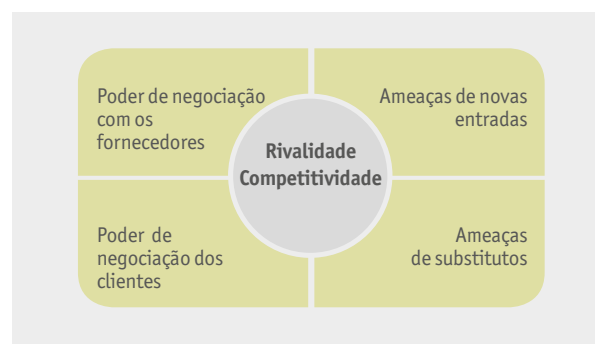 Poder de negociação
com os
fornecedores
Ameaças de novas
entradas
Rivalidade
Competitividade
Poder de
negociação dos
clientes
Ameaças
de substitutos